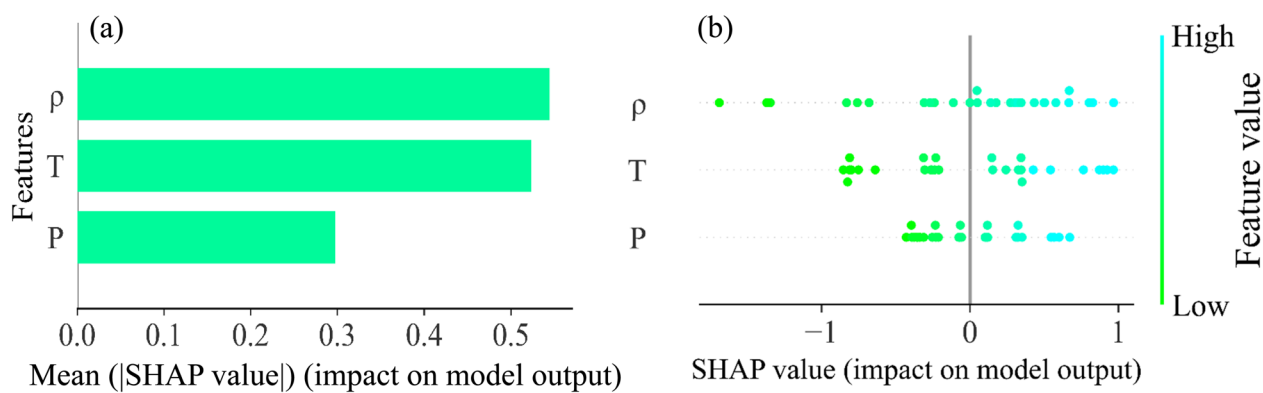 (a)
Features
ρ
T
P
0.0 0.1 0.2 0.3 0.4 0.5
Mean (|SHAP value|) (impact on model output)
(b)
ρ
T
P
−1 0 1
SHAP value (impact on model output)
High
Feature value
Low